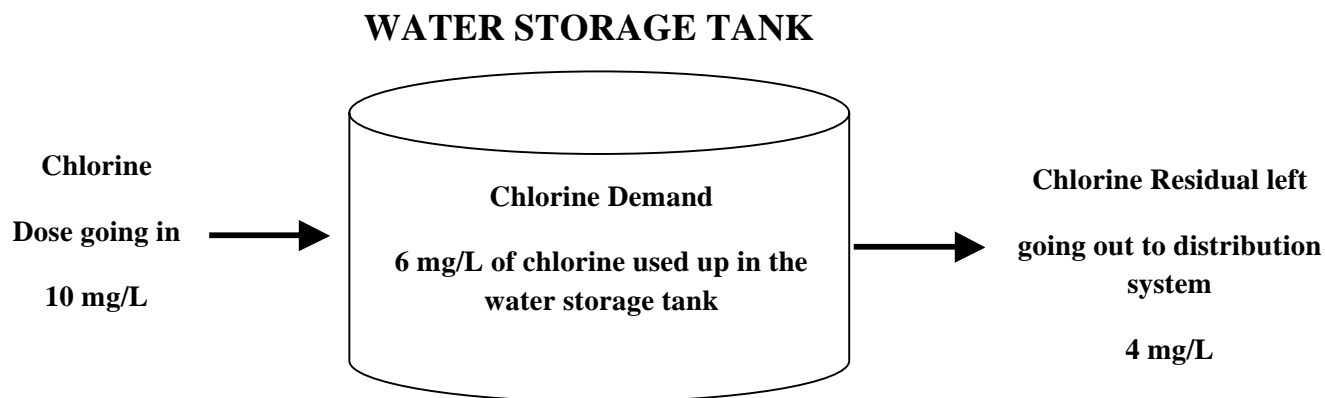 WATER STORAGE TANK
Chlorine
Dose going in
10 mg/L
Chlorine Demand
6 mg/L of chlorine used up in the
water storage tank
Chlorine Residual left
going out to distribution
system
4 mg/L